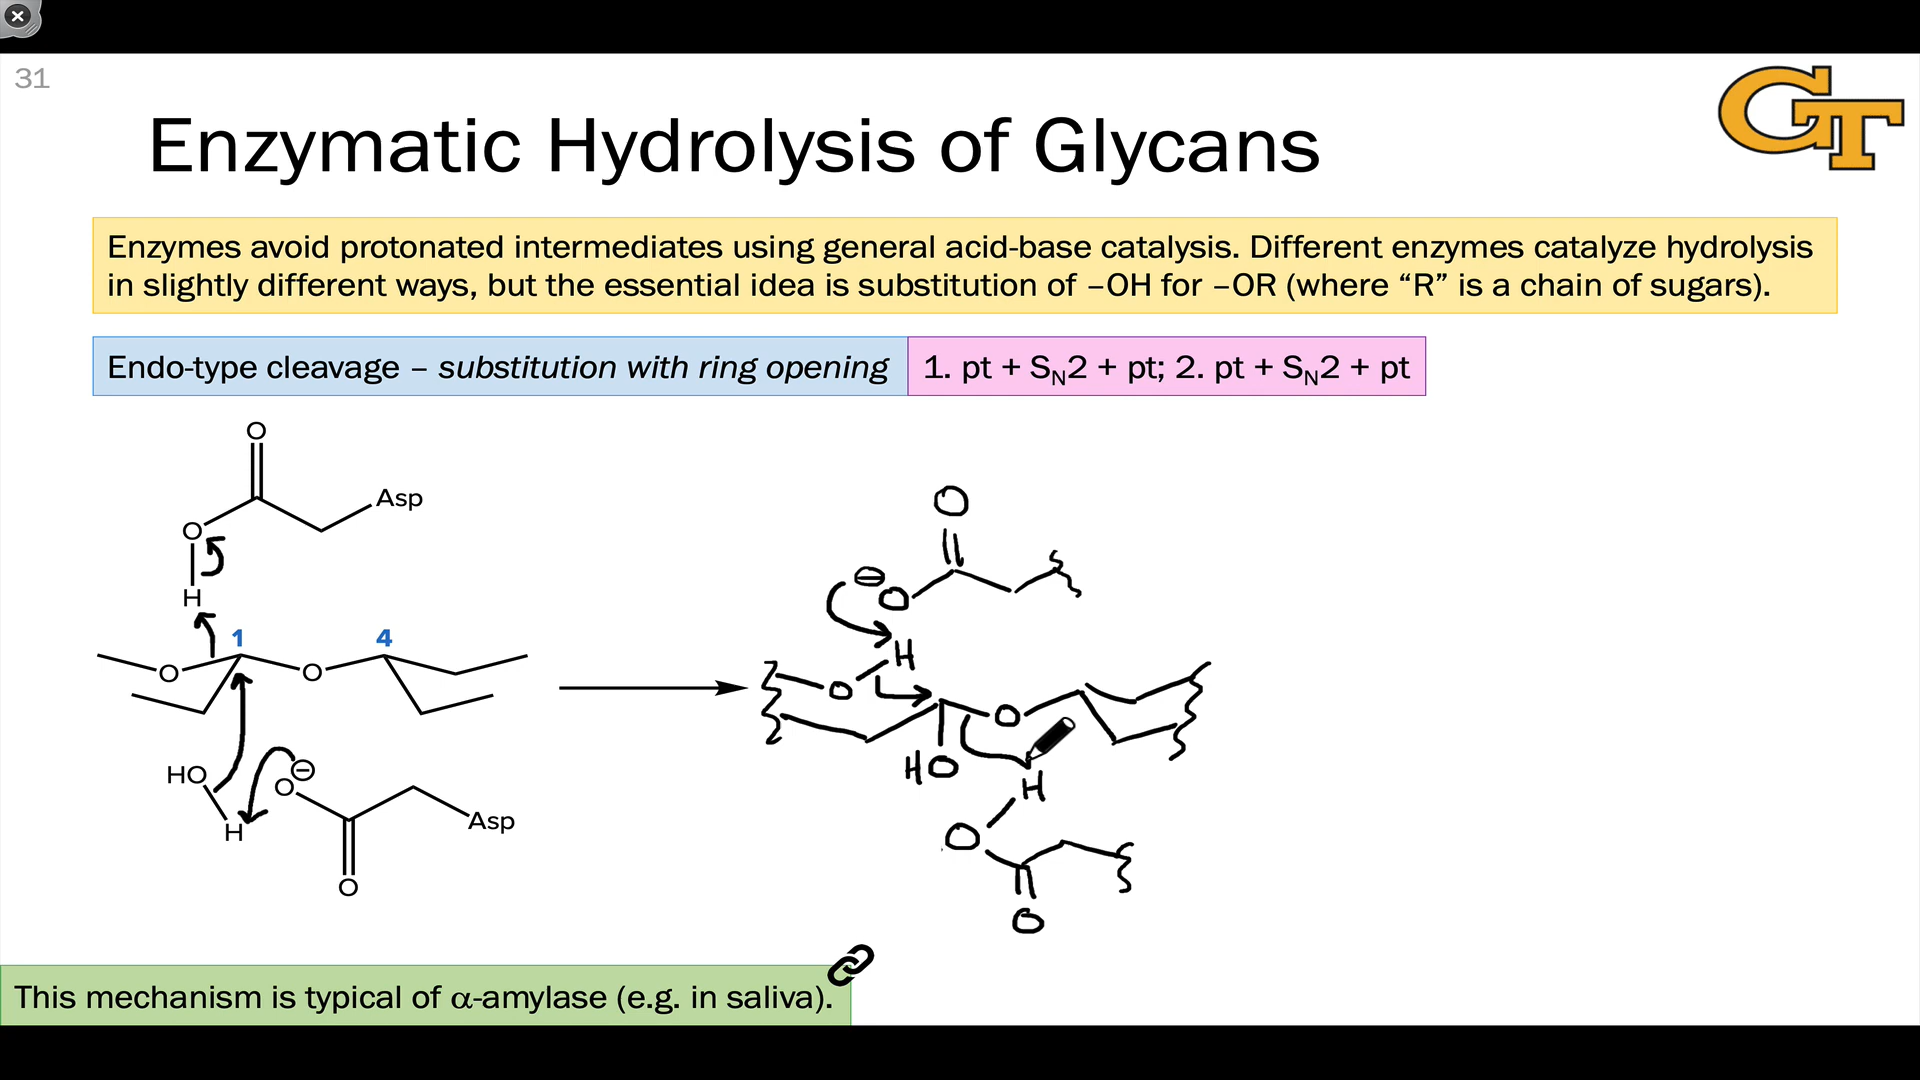 31
GT
Enzymatic Hydrolysis of Glycans
Enzymes avoid protonated intermediates using general acid-base catalysis. Different enzymes catalyze hydrolysis
in slightly different ways, but the essential idea is substitution of –OH for –OR (where “R” is a chain of sugars).
Endo-type cleavage – substitution with ring opening
1. pt + SN2 + pt; 2. pt + SN2 + pt
O
Asp
O
H
1
4
O
O
HO
⊖
O
H
Asp
O
O
⊖
O
H
O
O
HO
H
O
O
This mechanism is typical of α-amylase (e.g. in saliva).